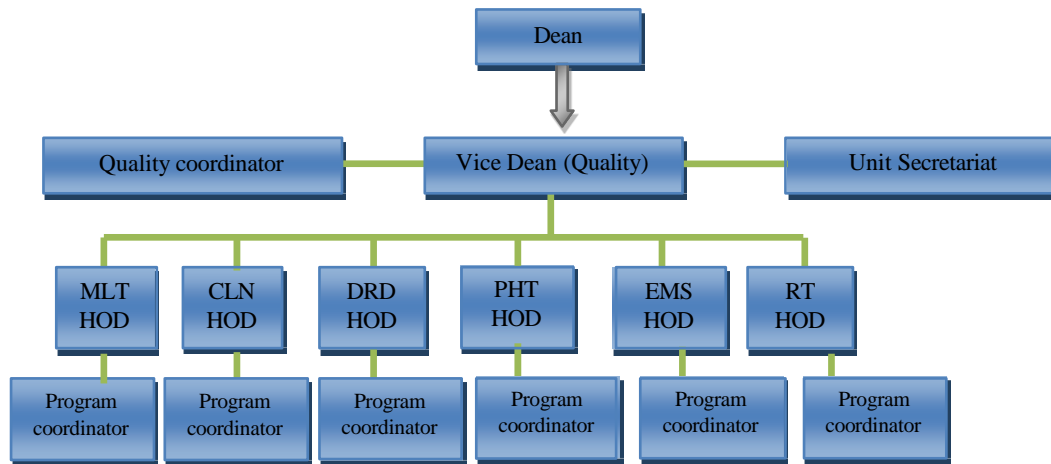 Dean
Quality coordinator
Vice Dean (Quality)
Unit Secretariat
MLT
HOD
CLN
HOD
DRD
HOD
PHT
HOD
EMS
HOD
RT
HOD
Program
coordinator
Program
coordinator
Program
coordinator
Program
coordinator
Program
coordinator
Program
coordinator